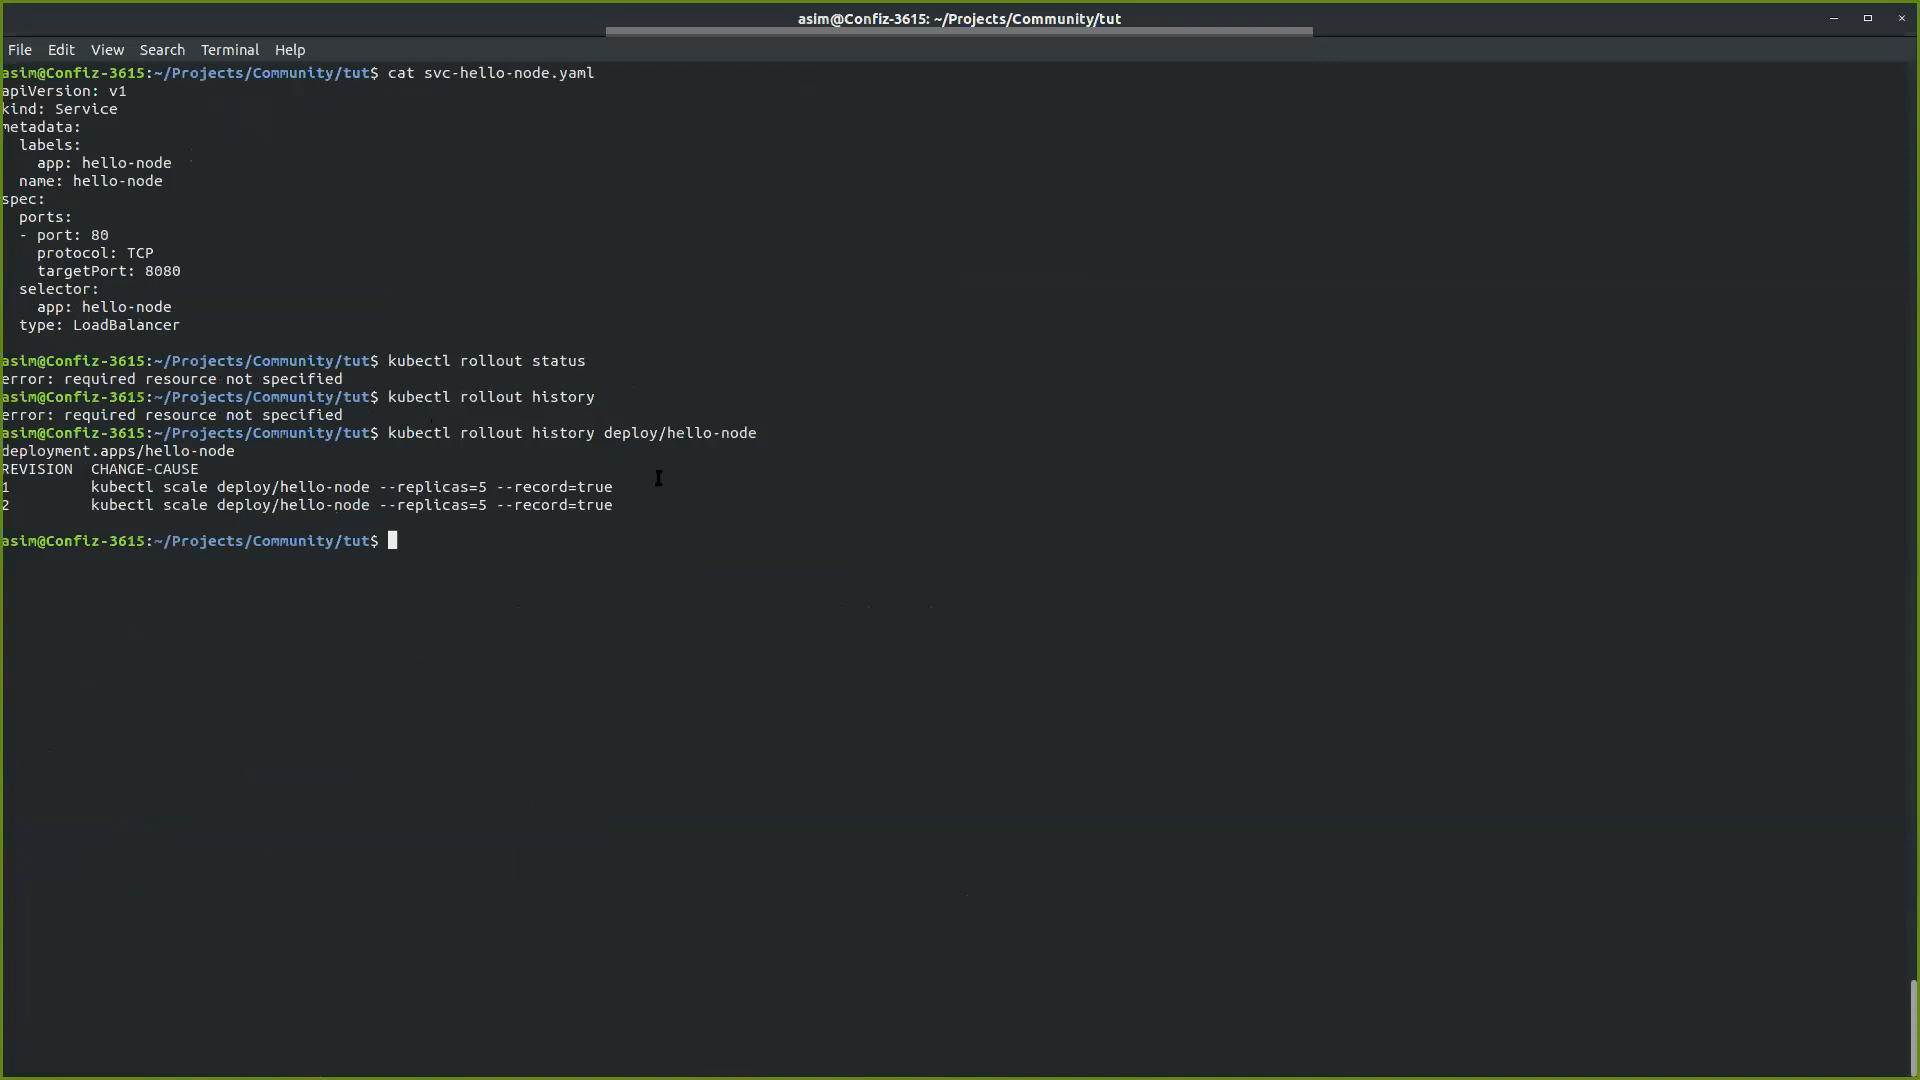 asim@Confiz-3615: ~/Projects/Community/tut
File Edit View Search Terminal Help
asim@Confiz-3615:~/Projects/Community/tut$ cat svc-hello-node.yaml
apiVersion: v1
kind: Service
metadata:
  labels:
    app: hello-node
  name: hello-node
spec:
  ports:
  - port: 80
    protocol: TCP
    targetPort: 8080
  selector:
    app: hello-node
  type: LoadBalancer
asim@Confiz-3615:~/Projects/Community/tut$ kubectl rollout status
error: required resource not specified
asim@Confiz-3615:~/Projects/Community/tut$ kubectl rollout history
error: required resource not specified
asim@Confiz-3615:~/Projects/Community/tut$ kubectl rollout history deploy/hello-node
deployment.apps/hello-node
REVISION  CHANGE-CAUSE
1         kubectl scale deploy/hello-node --replicas=5 --record=true
2         kubectl scale deploy/hello-node --replicas=5 --record=true
asim@Confiz-3615:~/Projects/Community/tut$